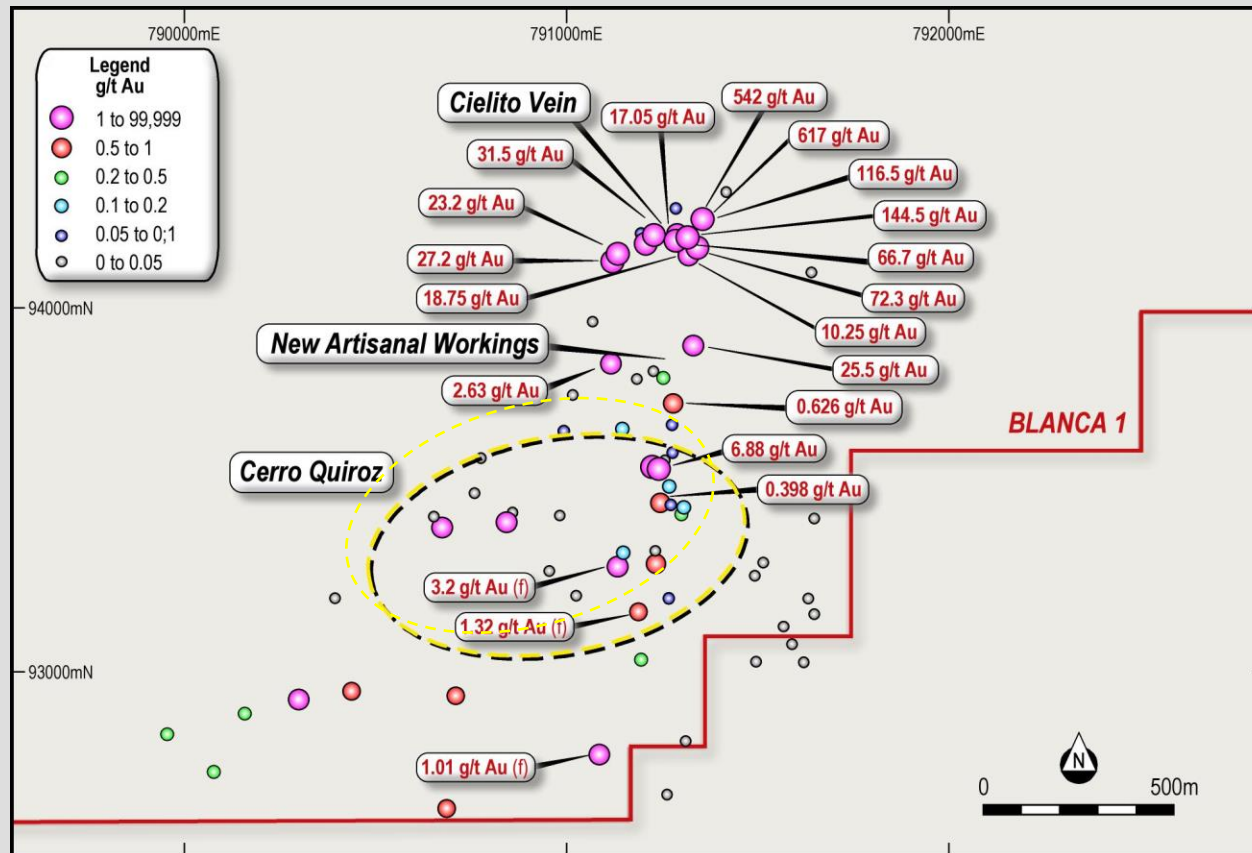 790000mE
791000mE
792000mE
Legend
g/t Au
1 to 99,999
0.5 to 1
0.2 to 0.5
0.1 to 0.2
0.05 to 0;1
0 to 0.05
Cielito Vein
17.05 g/t Au
542 g/t Au
617 g/t Au
31.5 g/t Au
116.5 g/t Au
23.2 g/t Au
144.5 g/t Au
27.2 g/t Au
66.7 g/t Au
18.75 g/t Au
72.3 g/t Au
94000mN
10.25 g/t Au
New Artisanal Workings
25.5 g/t Au
2.63 g/t Au
0.626 g/t Au
BLANCA 1
6.88 g/t Au
Cerro Quiroz
0.398 g/t Au
3.2 g/t Au (f)
1.32 g/t Au (f)
93000mN
1.01 g/t Au (f)
N
0
500m